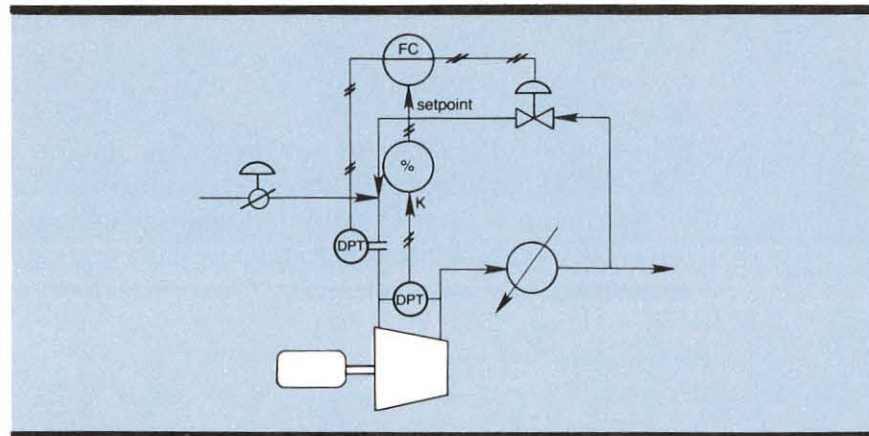 FC
setpoint
%
K
DPT
DPT